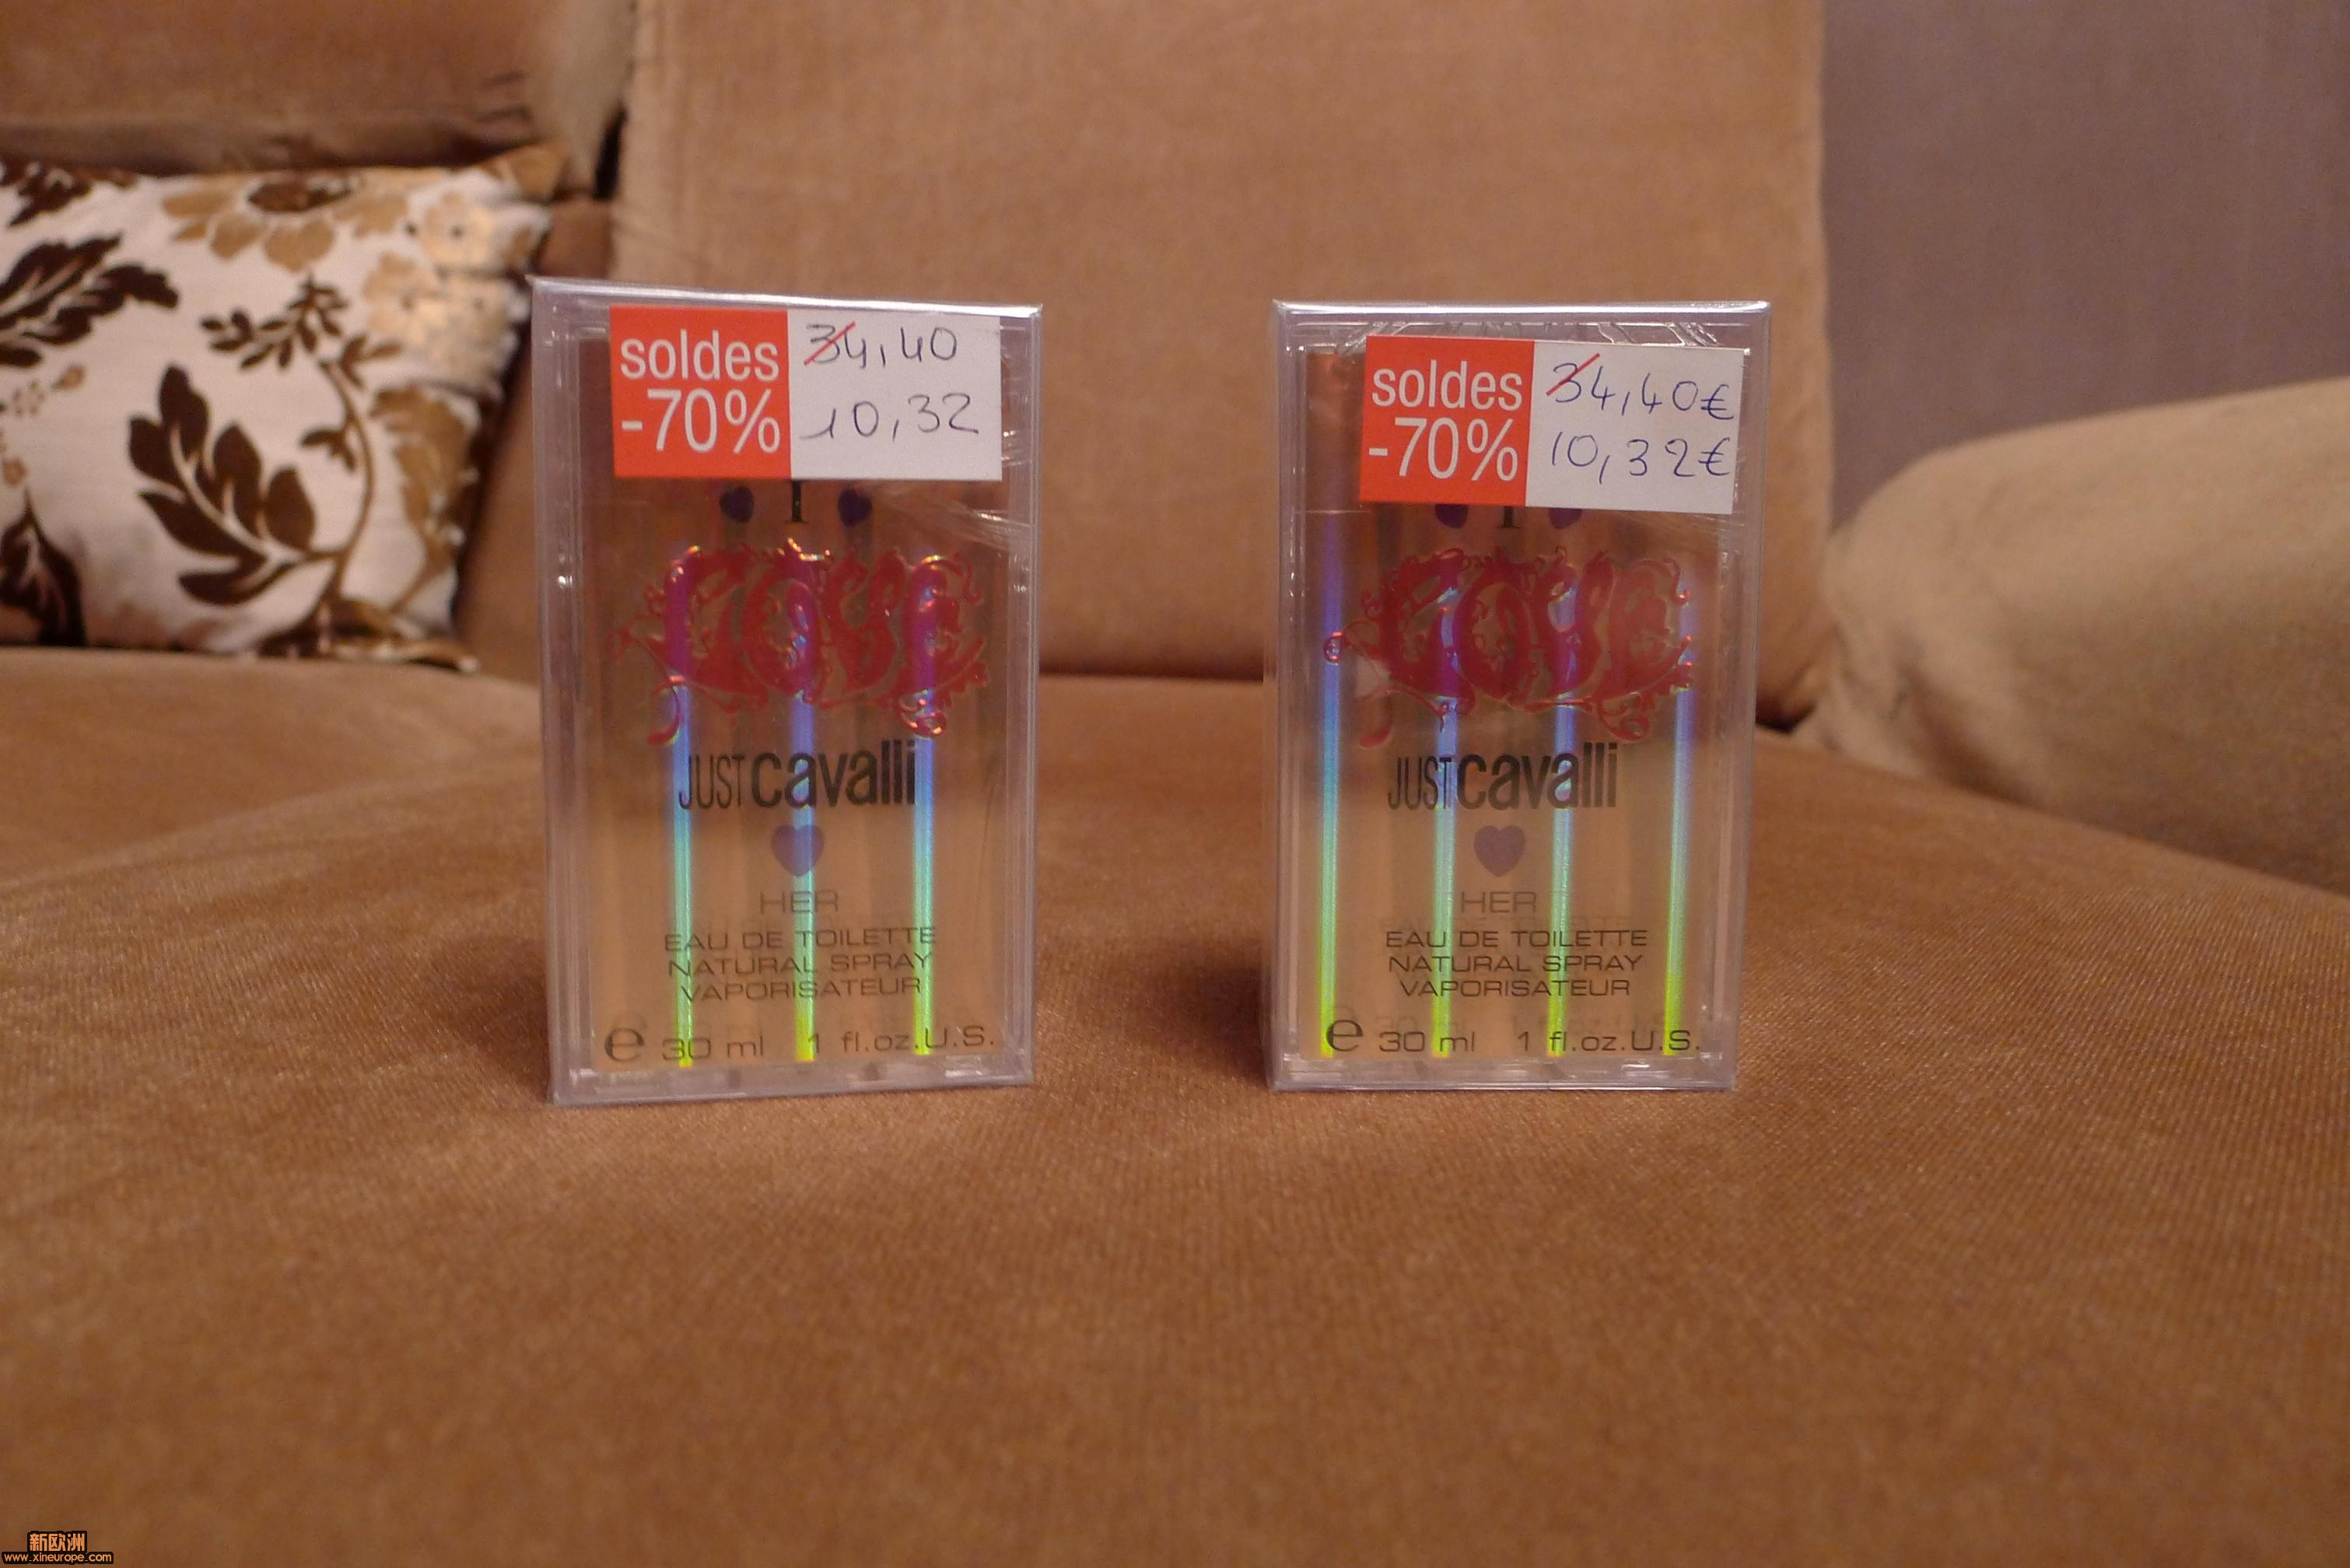 soldes
-70%
34,40
10,32
I
LOVE
JUST cavalli
HER
EAU DE TOILETTE
NATURAL SPRAY
VAPORISATEUR
e 30 ml 1 fl.oz.U.S.
soldes
-70%
34,40€
10,32€
I
LOVE
JUST cavalli
HER
EAU DE TOILETTE
NATURAL SPRAY
VAPORISATEUR
e 30 ml 1 fl.oz.U.S.
新欧洲
www.xineurope.com